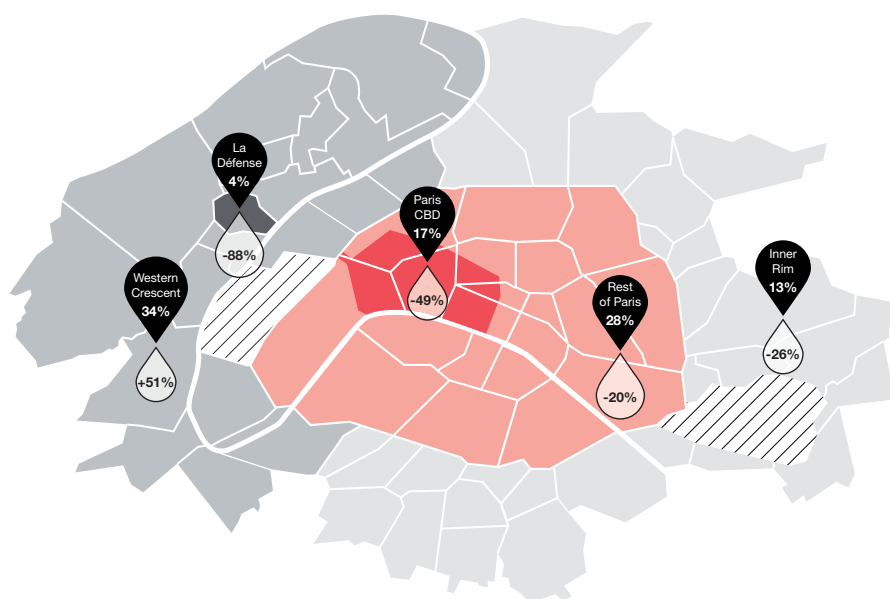 La
Défense
4%
-88%
Paris
CBD
17%
-49%
Western
Crescent
34%
+51%
Rest
of Paris
28%
-20%
Inner
Rim
13%
-26%